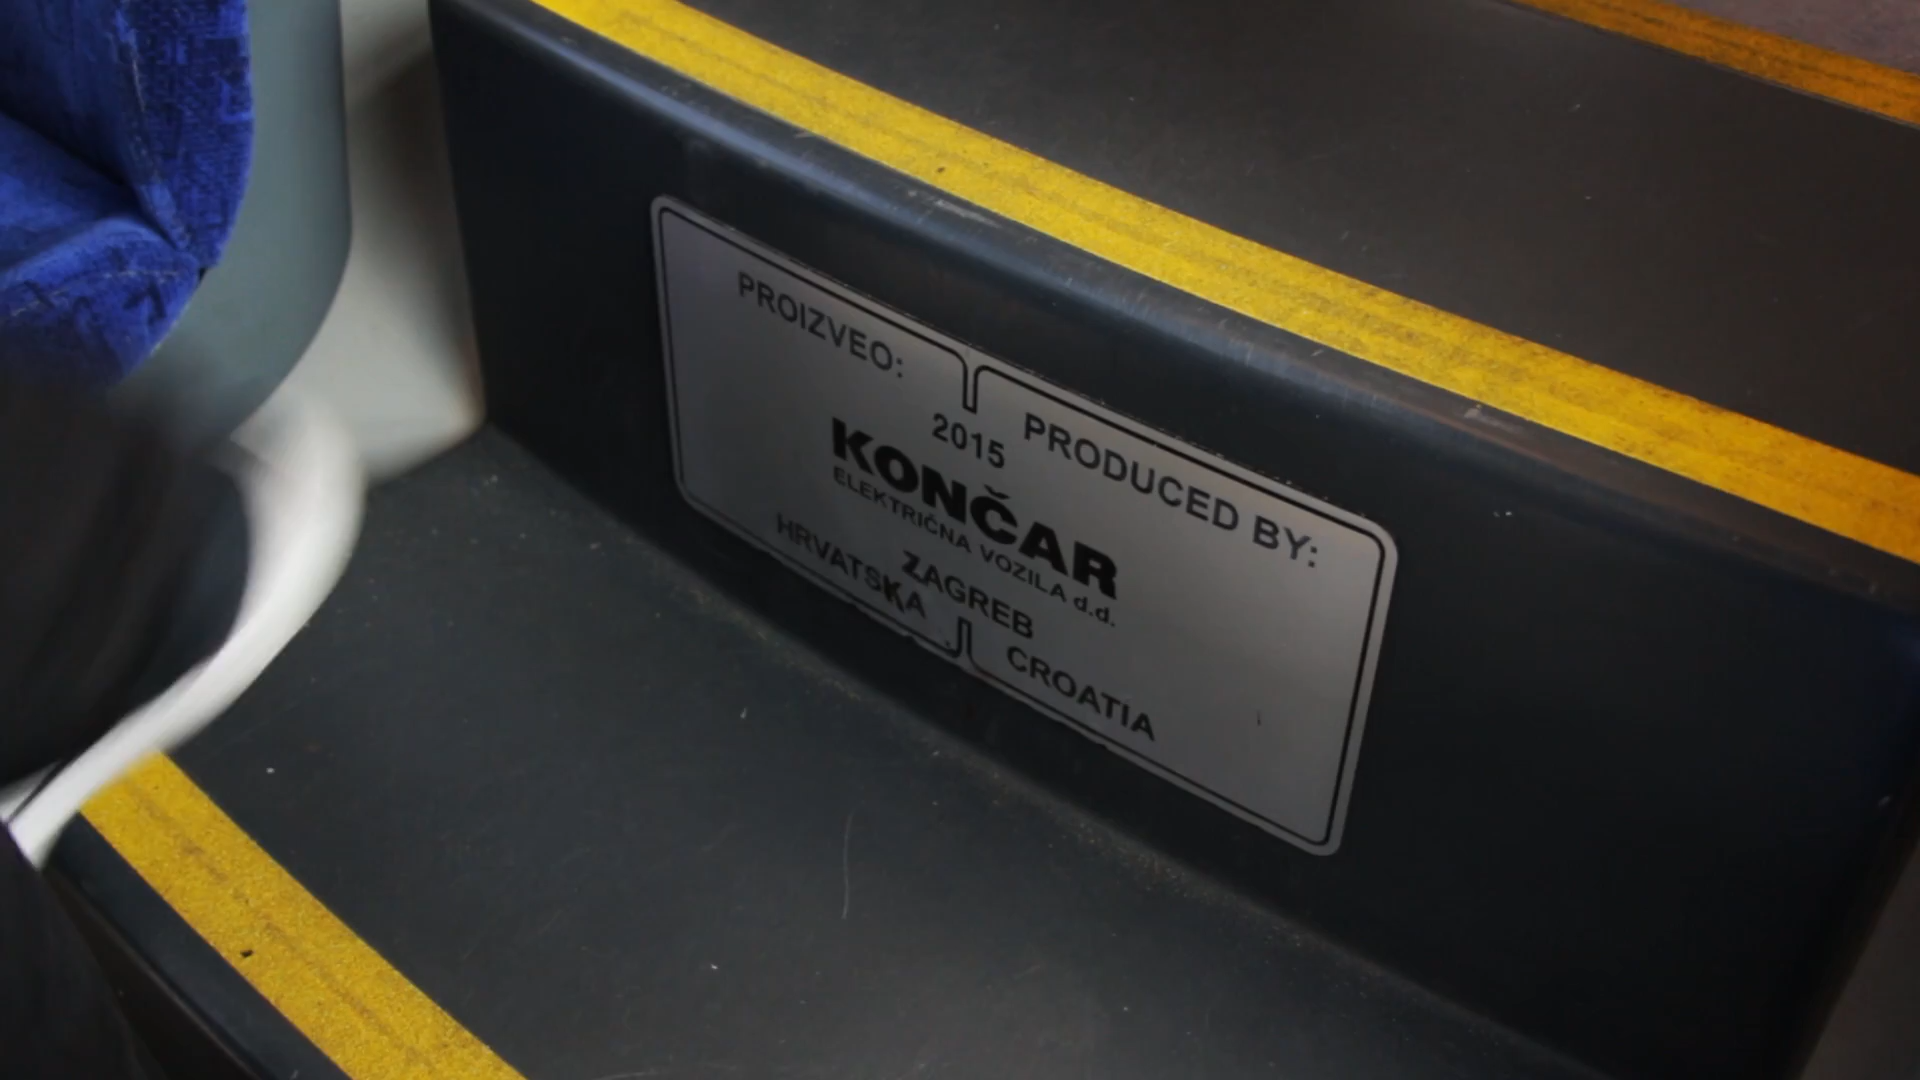 PROIZVEO:
PRODUCED BY:
2015
KONČAR
ELEKTRIČNA VOZILA d.d.
ZAGREB
HRVATSKA
CROATIA